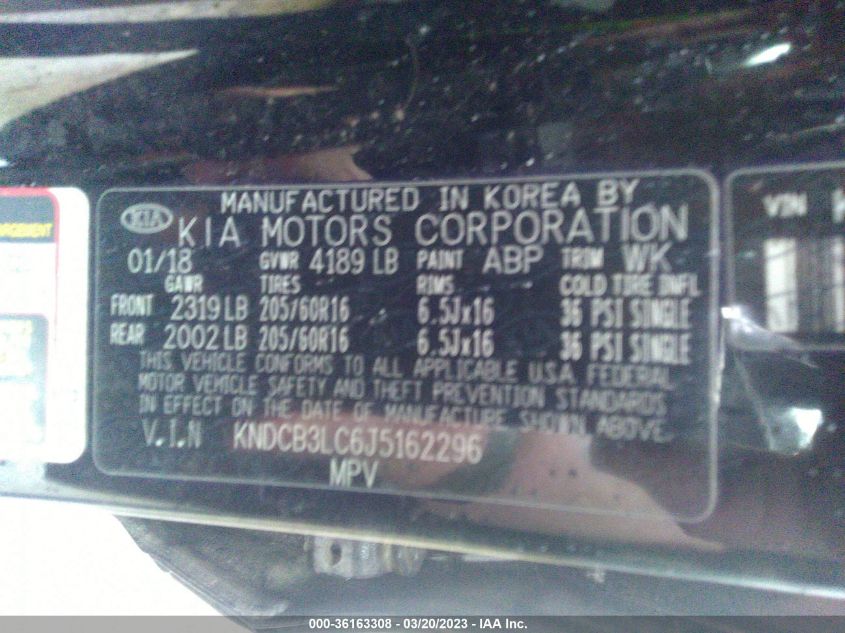 MANUFACTURED IN KOREA BY
KIA KIA MOTORS CORPORATION
01/18 GVWR 4189 LB PAINT ABP TRIM WK
GAWR TIRES RIMS COLD TIRE INFL
FRONT 2319 LB 205/60R16 6.5Jx16 36 PSI SINGLE
REAR 2002 LB 205/60R16 6.5Jx16 36 PSI SINGLE
THIS VEHICLE CONFORMS TO ALL APPLICABLE U.S.A. FEDERAL
MOTOR VEHICLE SAFETY AND THEFT PREVENTION STANDARDS
IN EFFECT ON THE DATE OF MANUFACTURE SHOWN ABOVE.
V.I.N KNDCB3LC6J5162296
MPV
VIN K
000-36163308 - 03/20/2023 - IAA Inc.